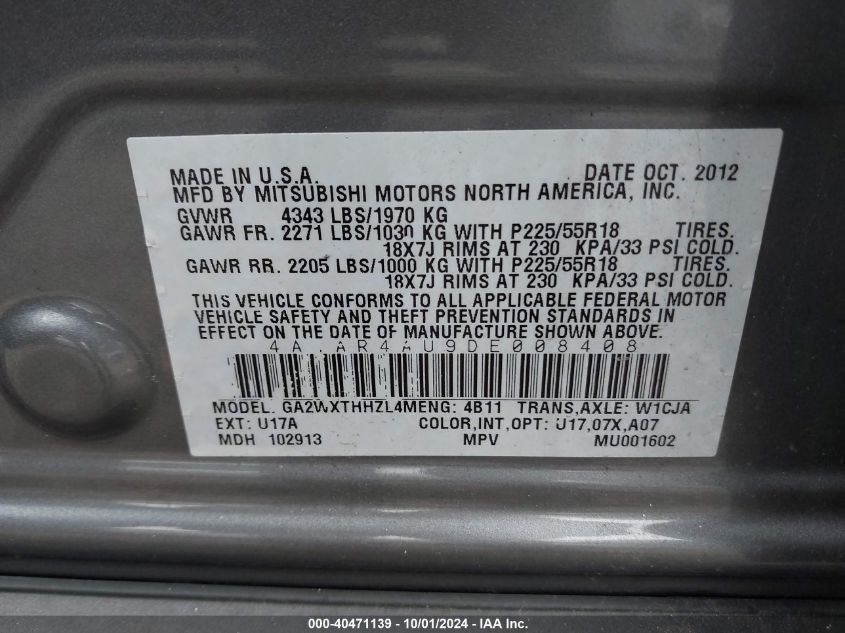 MADE IN U.S.A. DATE OCT. 2012
MFD BY MITSUBISHI MOTORS NORTH AMERICA, INC.
GVWR 4343 LBS/1970 KG
GAWR FR. 2271 LBS/1030 KG WITH P225/55R18 TIRES.
18X7J RIMS AT 230 KPA/33 PSI COLD.
GAWR RR. 2205 LBS/1000 KG WITH P225/55R18 TIRES.
18X7J RIMS AT 230 KPA/33 PSI COLD.
THIS VEHICLE CONFORMS TO ALL APPLICABLE FEDERAL MOTOR
VEHICLE SAFETY AND THEFT PREVENTION STANDARDS IN
EFFECT ON THE DATE OF MANUFACTURE SHOWN ABOVE.
MODEL. GA2WXTHHZL4MENG: 4B11 TRANS,AXLE: W1CJA
EXT: U17A COLOR,INT,OPT: U17,07X,A07
MDH 102913 MPV MU001602
000-40471139 - 10/01/2024 - IAAI, Inc.